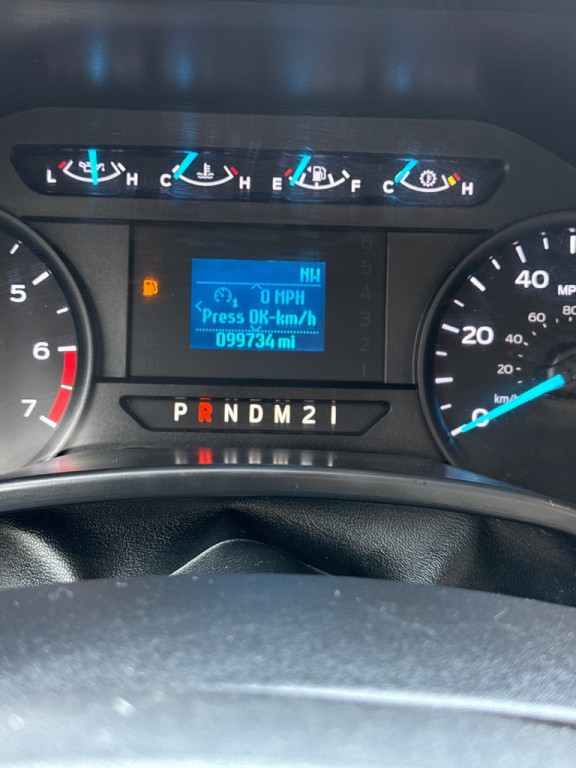 L H C H E F C H
NW
0 MPH
Press OK-km/h
099734 mi
P R N D M 2 1
5
6
7
0
20
40
MP
20
40
60
80
km/